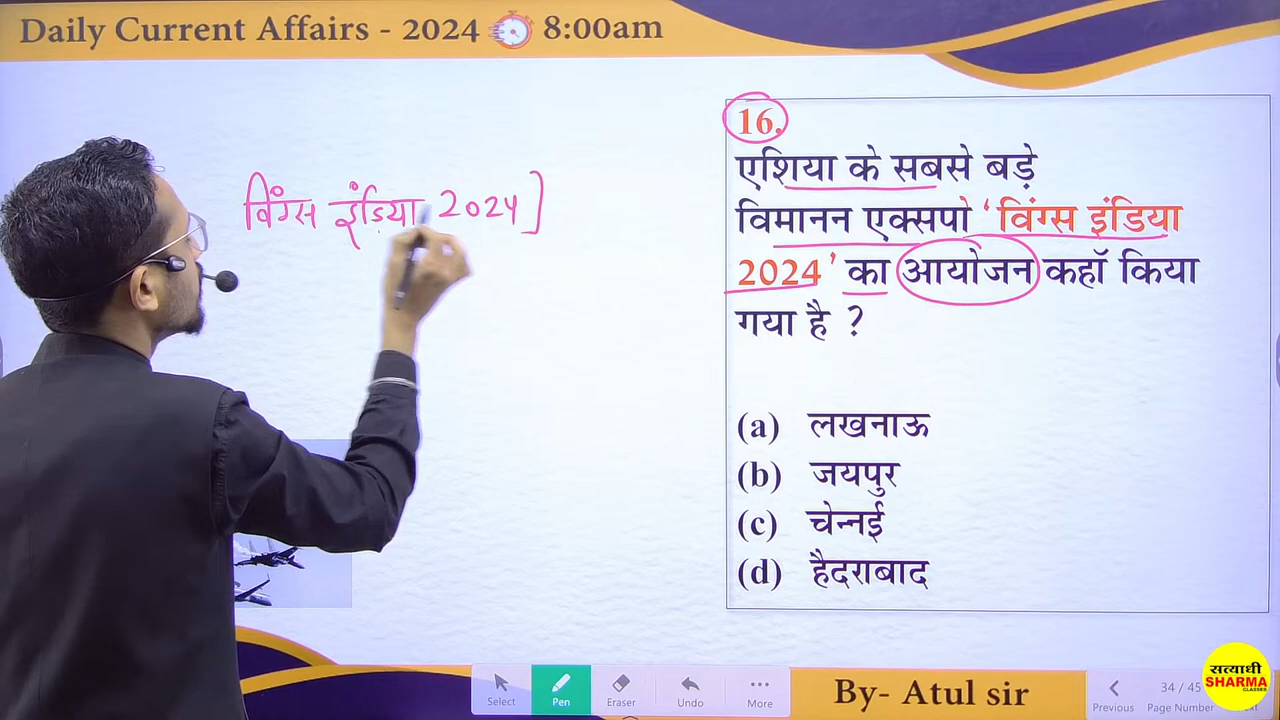 Daily Current Affairs - 2024 8:00am
विंग्स इंडिया 2024]
16.
एशिया के सबसे बड़े
विमानन एक्सपो ‘विंग्स इंडिया
2024’ का आयोजन कहाॅ किया
गया है ?
(a) लखनाऊ
(b) जयपुर
(c) चेन्नई
(d) हैदराबाद
Select
Pen
Eraser
Undo
More
By- Atul sir
Previous
34 / 45
Page Number
सत्याधी
SHARMA
CLASSES